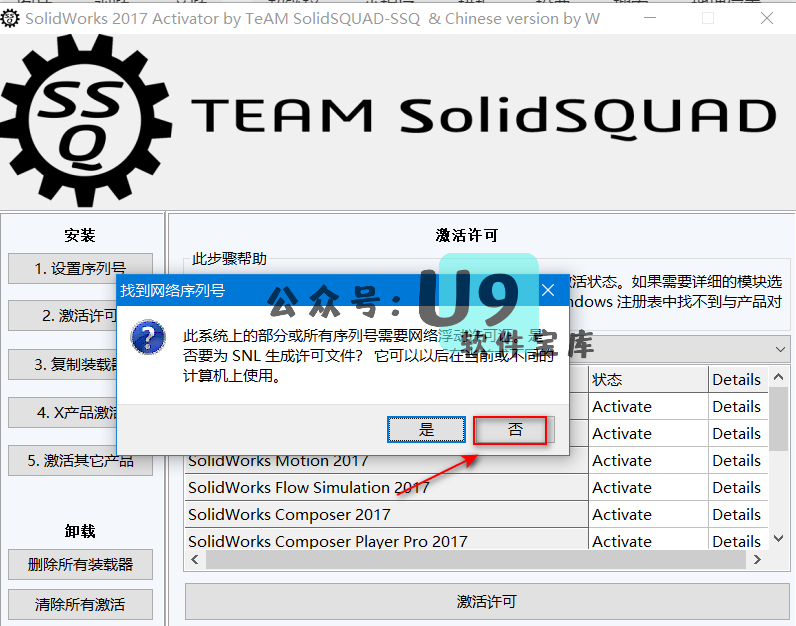 SolidWorks 2017 Activator by TeAM SolidSQUAD-SSQ & Chinese version by W
SSQ
TEAM SolidSQUAD
安装
1. 设置序列号
2. 激活许可
3. 复制装载器
4. X产品激活
5. 激活其它产品
卸载
删除所有装载器
清除所有激活
激活许可
此步骤帮助
激活状态。如果需要详细的模块选
ndows 注册表中找不到与产品对
找到网络序列号
公众号:U9
软件宝库
此系统上的部分或所有序列号需要网络浮动许可证。是
否要为 SNL 生成许可文件? 它可以以后在当前或不同的
计算机上使用。
是
否
状态 Details
Activate Details
Activate Details
SolidWorks Motion 2017 Activate Details
SolidWorks Flow Simulation 2017 Activate Details
SolidWorks Composer 2017 Activate Details
SolidWorks Composer Player Pro 2017 Activate Details
激活许可